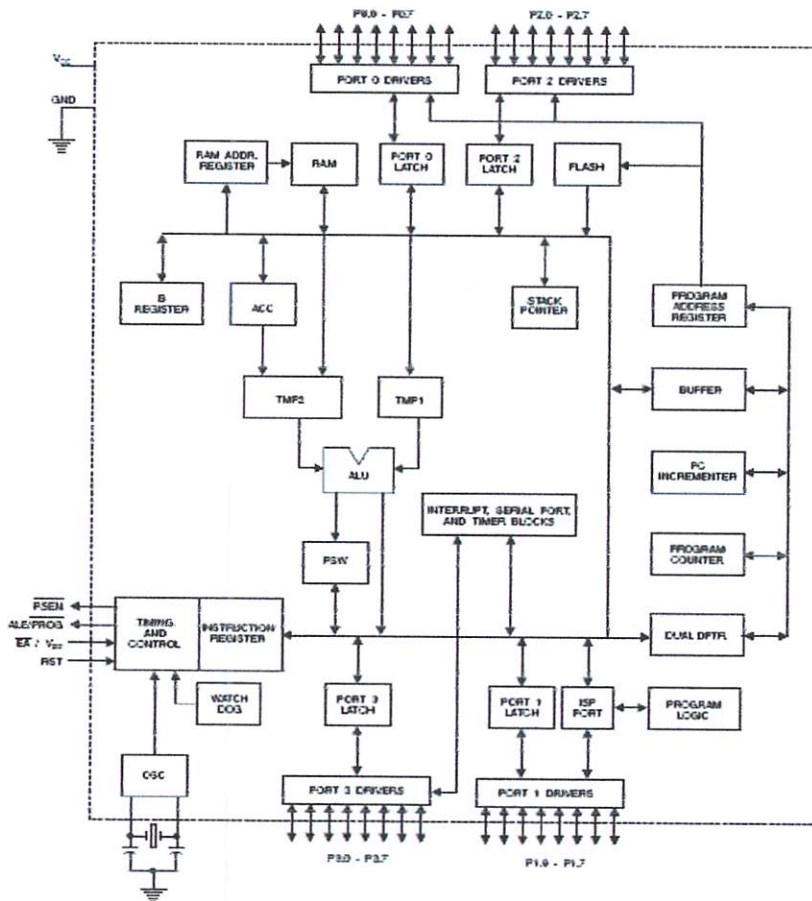 P0.0 - P0.7
P2.0 - P2.7
VCC
GND
PORT 0 DRIVERS
PORT 2 DRIVERS
RAM ADDR.
REGISTER
RAM
PORT 0
LATCH
PORT 2
LATCH
FLASH
B
REGISTER
ACC
STACK
POINTER
PROGRAM
ADDRESS
REGISTER
TMP2
TMP1
BUFFER
ALU
PC
INCREMENTER
INTERRUPT, SERIAL PORT,
AND TIMER BLOCKS
PSW
PROGRAM
COUNTER
PSEN
ALE/PROG
EA / VPP
RST
TIMING
AND
CONTROL
INSTRUCTION
REGISTER
DUAL DPTR
WATCH
DOG
PORT 3
LATCH
PORT 1
LATCH
ISP
PORT
PROGRAM
LOGIC
OSC
PORT 3 DRIVERS
PORT 1 DRIVERS
P3.0 - P3.7
P1.0 - P1.7